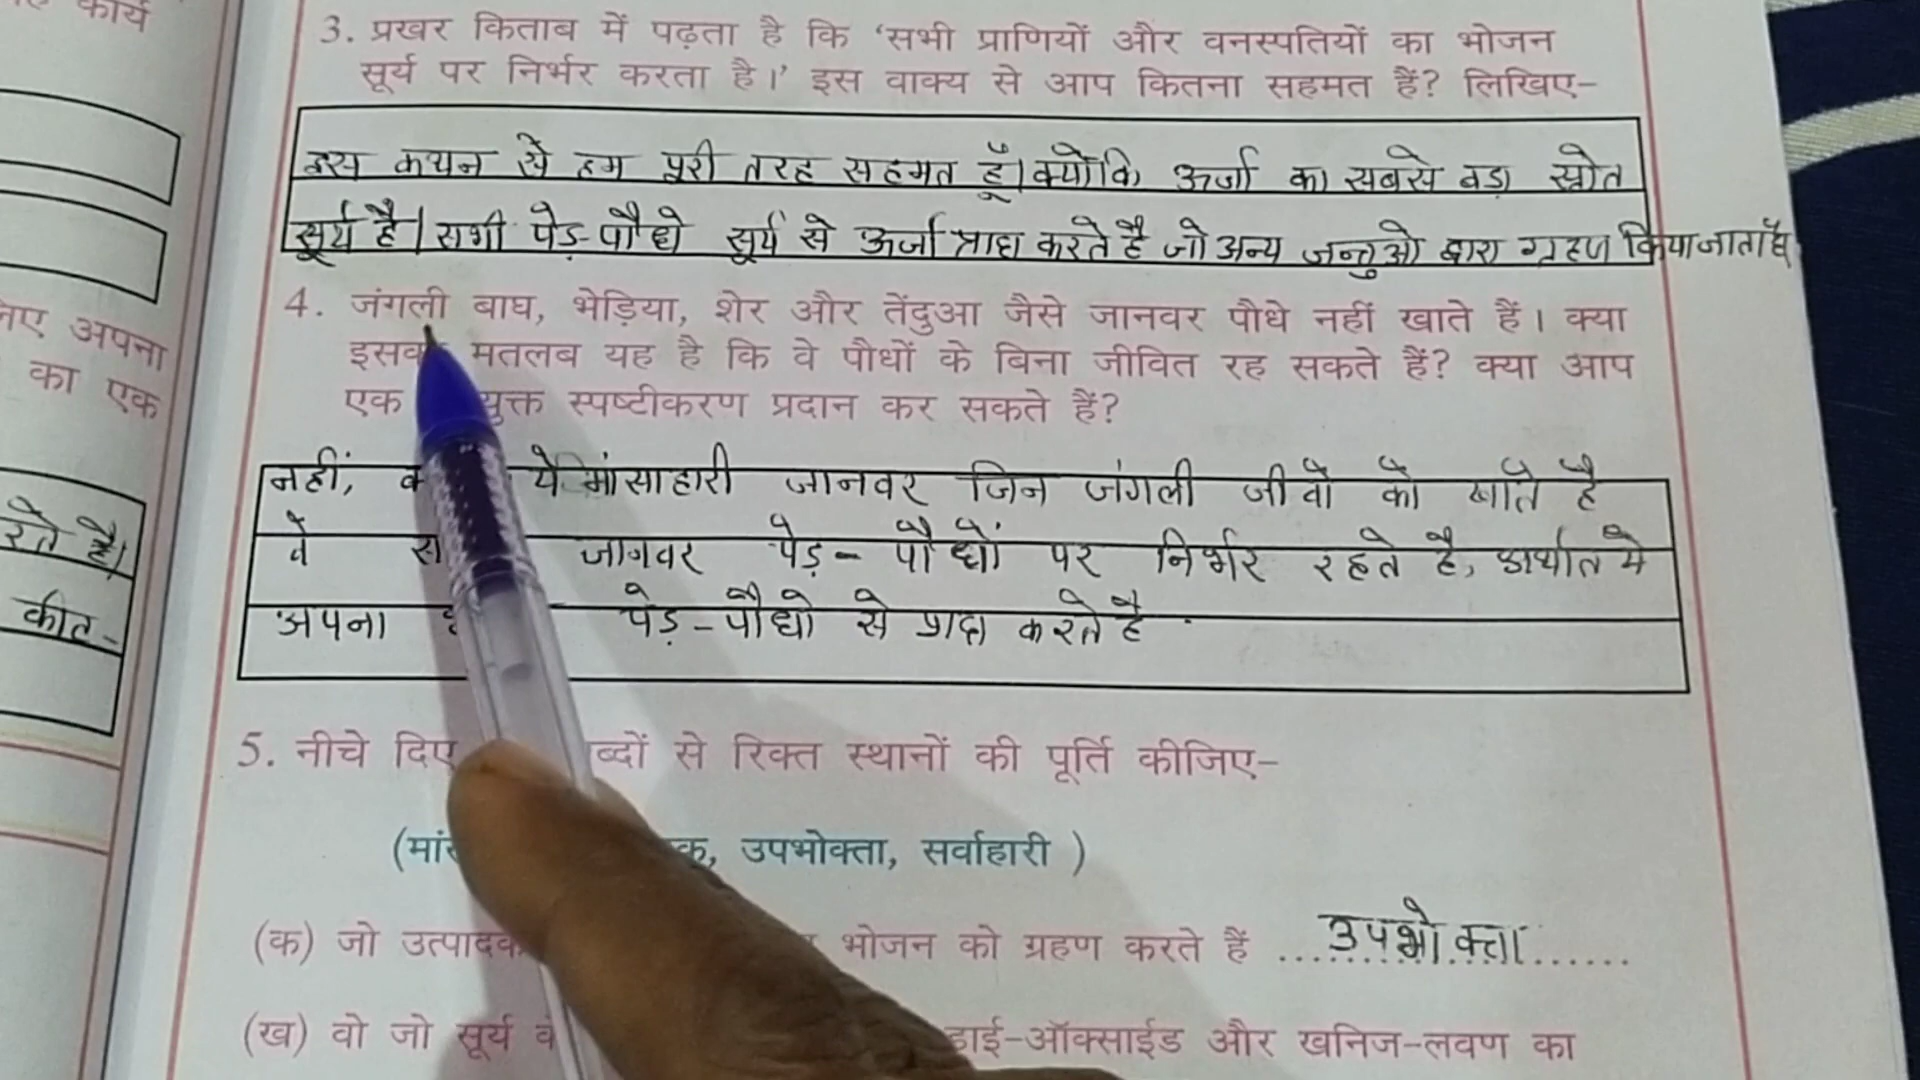 कार्य
अपना
का एक
रते है।
कीट-
3. प्रखर किताब में पढ़ता है कि 'सभी प्राणियों और वनस्पतियों का भोजन
सूर्य पर निर्भर करता है।' इस वाक्य से आप कितना सहमत हैं? लिखिए-
इस कथन से हम पूरी तरह सहमत हूँ। क्योकि ऊर्जा का सबसे बड़ा स्रोत
सूर्य है। सभी पेड़-पौधे सूर्य से ऊर्जा प्राप्त करते है जो अन्य जन्तुओ द्वारा ग्रहण किया जाता है
4. जंगली बाघ, भेड़िया, शेर और तेंदुआ जैसे जानवर पौधे नहीं खाते हैं। क्या
मतलब यह है कि वे पौधों के बिना जीवित रह सकते हैं? क्या आप
एक स्पष्टीकरण प्रदान कर सकते हैं?
नहीं, ये मांसाहारी जानवर जिन जंगली जीवो को खाते है
वे जानवर पेड़-पौधों पर निर्भर रहते है, अर्थात ये
अपना पेड़-पौधो से प्राप्त करते है
5. नीचे दिए से रिक्त स्थानों की पूर्ति कीजिए-
उपभोक्ता, सर्वाहारी )
(क) जो भोजन को ग्रहण करते हैं ....उपभोक्ता......
(ख) वो जो सूर्य डाई-ऑक्साईड और खनिज-लवण का